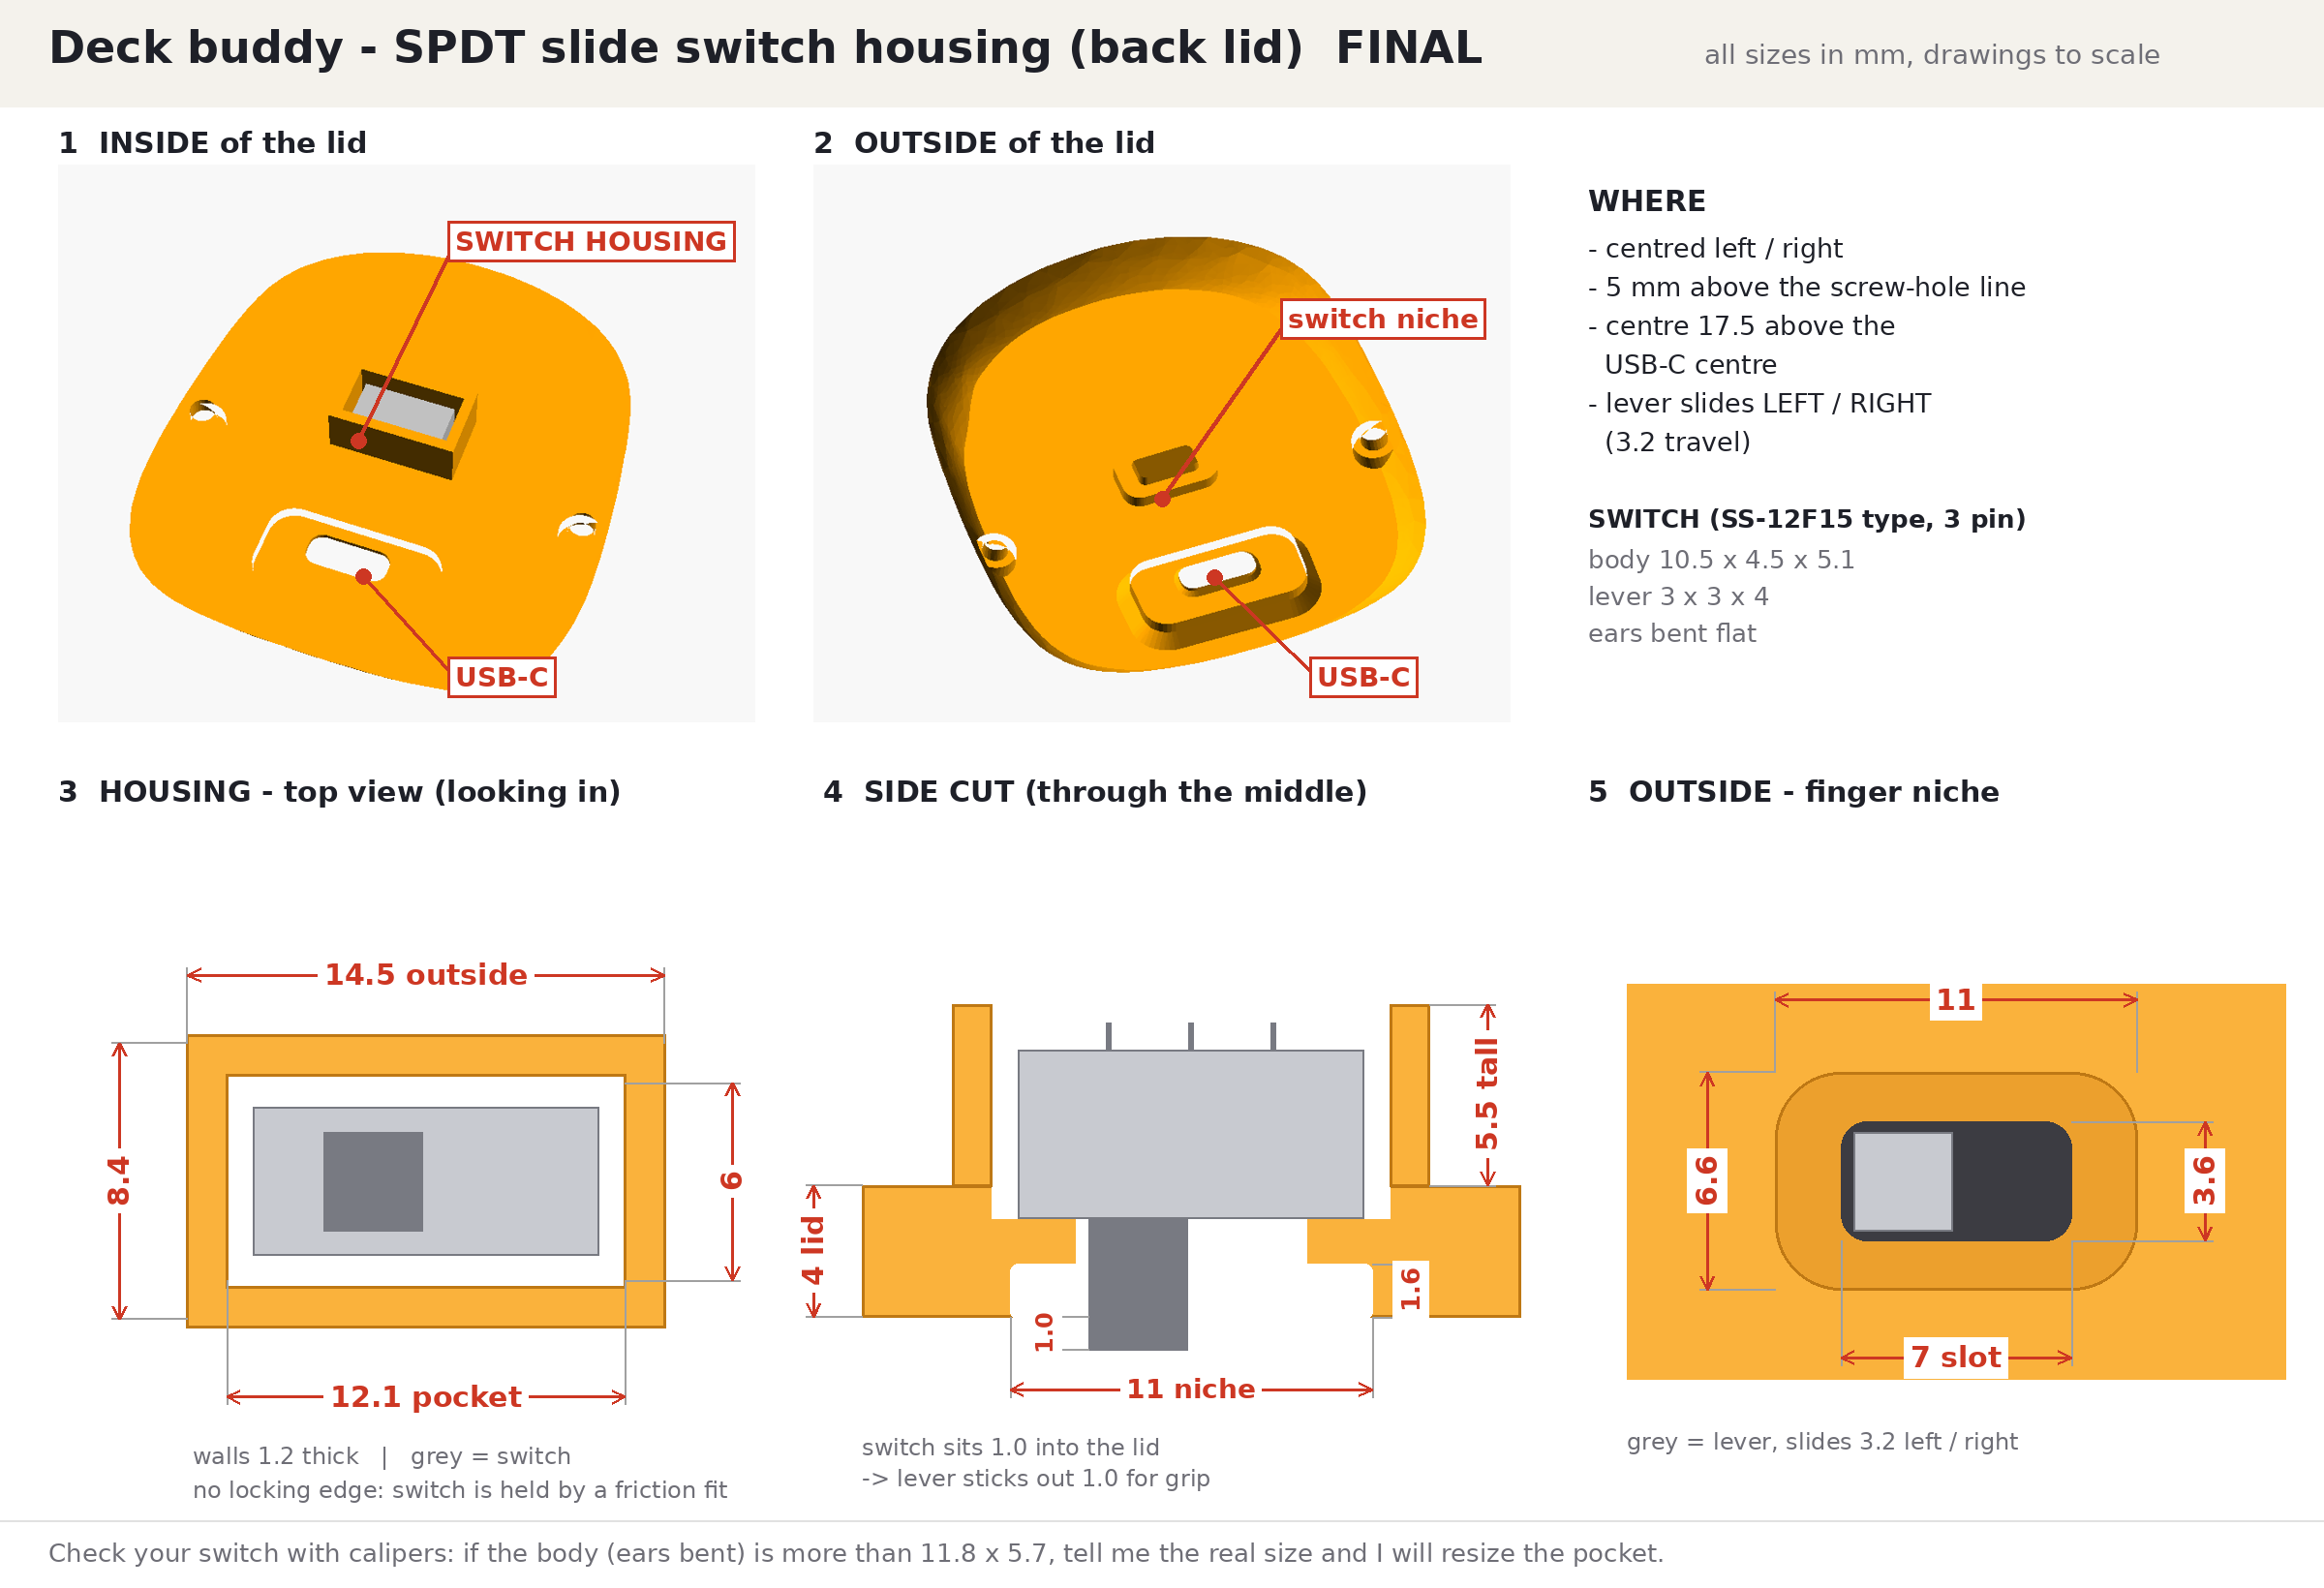 Deck buddy - SPDT slide switch housing (back lid)  FINAL
all sizes in mm, drawings to scale
1  INSIDE of the lid
SWITCH HOUSING
USB-C
2  OUTSIDE of the lid
switch niche
USB-C
WHERE
- centred left / right
- 5 mm above the screw-hole line
- centre 17.5 above the
USB-C centre
- lever slides LEFT / RIGHT
(3.2 travel)
SWITCH (SS-12F15 type, 3 pin)
body 10.5 x 4.5 x 5.1
lever 3 x 3 x 4
ears bent flat
3  HOUSING - top view (looking in)
14.5 outside
8.4
6
12.1 pocket
walls 1.2 thick   |   grey = switch
no locking edge: switch is held by a friction fit
4  SIDE CUT (through the middle)
5.5 tall
4 lid
1.6
1.0
11 niche
switch sits 1.0 into the lid
-> lever sticks out 1.0 for grip
5  OUTSIDE - finger niche
11
6.6
3.6
7 slot
grey = lever, slides 3.2 left / right
Check your switch with calipers: if the body (ears bent) is more than 11.8 x 5.7, tell me the real size and I will resize the pocket.